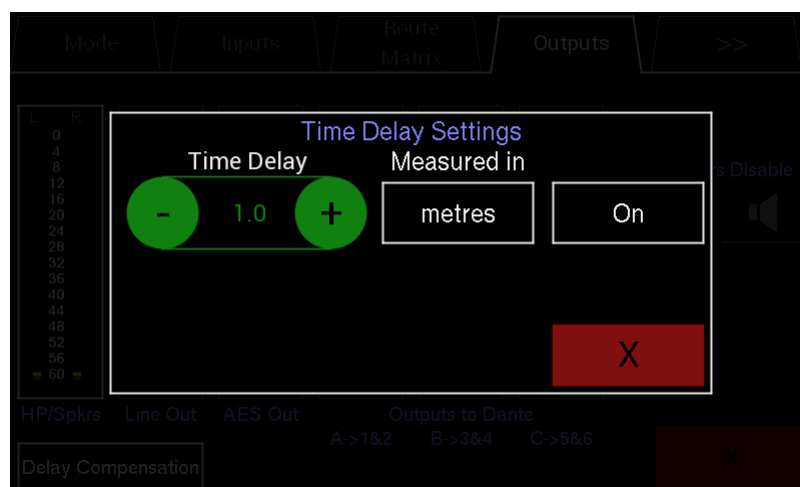 Mode
Inputs
Route
Matrix
Outputs
>>
L R
0
4
8
12
16
20
24
28
32
36
40
44
48
52
56
60
Time Delay Settings
Time Delay
Measured in
- 1.0 +
metres
On
X
s Disable
HP/Spkrs
Line Out
AES Out
Outputs to Dante
A->1&2
B->3&4
C->5&6
Delay Compensation
X